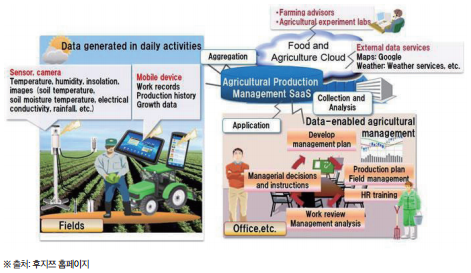 • Farming advisors
• Agricultural experiment labs
Data generated in daily activities
Food and
Agriculture Cloud
External data services
Maps: Google
Weather: Weather services, etc.
Aggregation
Sensor, camera
Temperature, humidity, insolation,
images (soil temperature,
soil moisture temperature, electrical
conductivity, rainfall, etc.)
Mobile device
Work records
Production history
Growth data
Agricultural Production
Management SaaS
Collection and
Analysis
Application
Data-enabled agricultural
management
Develop
management plan
Managerial decisions
and instructions
Production plan
Field management
HR training
Work review
Management analysis
Fields
Office,etc.
※ 출처: 후지쯔 홈페이지